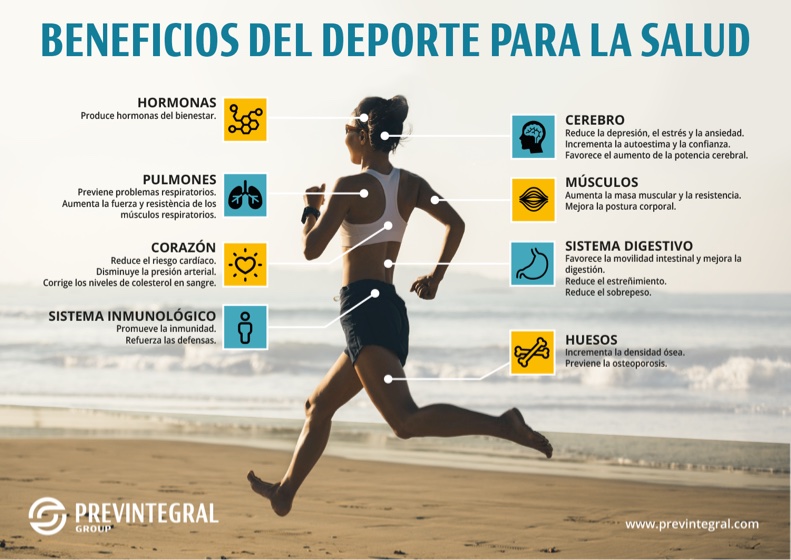 BENEFICIOS DEL DEPORTE PARA LA SALUD
HORMONAS
Produce hormonas del bienestar.
PULMONES
Previene problemas respiratorios.
Aumenta la fuerza y resistència de los
músculos respiratorios.
CORAZÓN
Reduce el riesgo cardíaco.
Disminuye la presión arterial.
Corrige los niveles de colesterol en sangre.
SISTEMA INMUNOLÓGICO
Promueve la inmunidad.
Refuerza las defensas.
CEREBRO
Reduce la depresión, el estrés y la ansiedad.
Incrementa la autoestima y la confianza.
Favorece el aumento de la potencia cerebral.
MÚSCULOS
Aumenta la masa muscular y la resistencia.
Mejora la postura corporal.
SISTEMA DIGESTIVO
Favorece la movilidad intestinal y mejora la
digestión.
Reduce el estreñimiento.
Reduce el sobrepeso.
HUESOS
Incrementa la densidad ósea.
Previene la osteoporosis.
PREVINTEGRAL
GROUP
www.previntegral.com